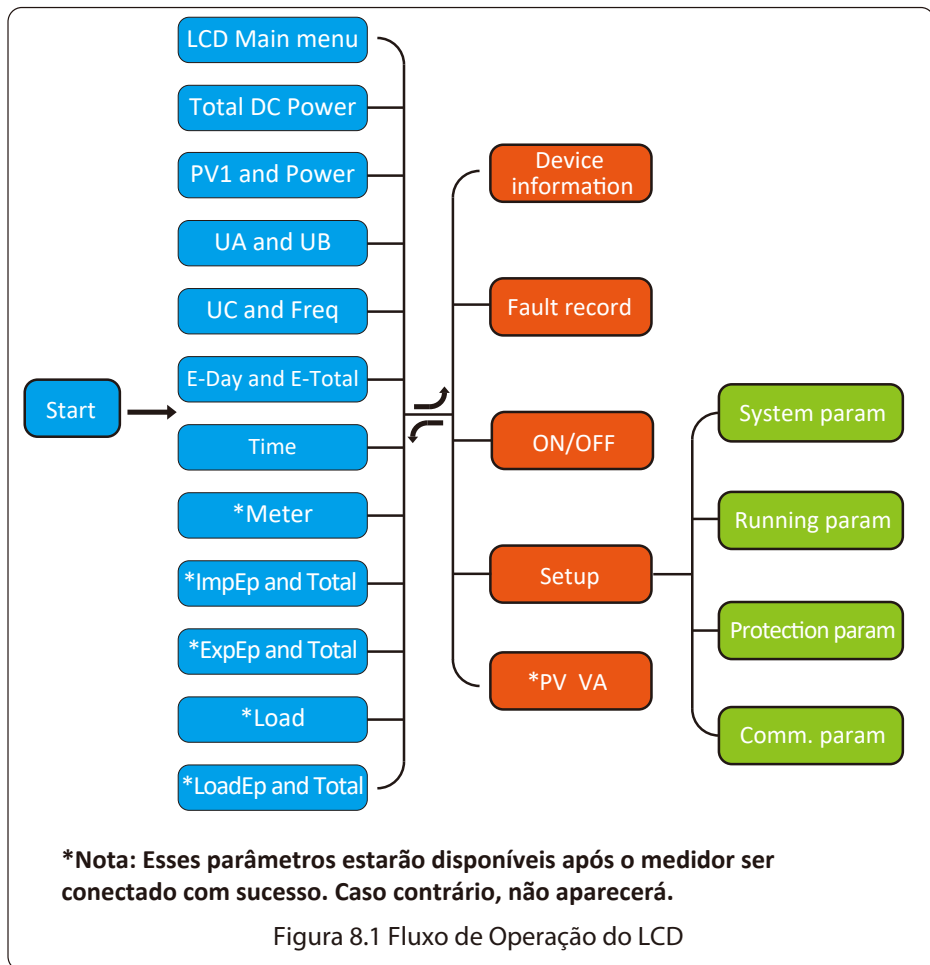 LCD Main menu
Total DC Power
PV1 and Power
UA and UB
UC and Freq
E-Day and E-Total
Start
Time
*Meter
*ImpEp and Total
*ExpEp and Total
*Load
*LoadEp and Total
Device
information
Fault record
ON/OFF
Setup
*PV VA
System param
Running param
Protection param
Comm. param
*Nota: Esses parâmetros estarão disponíveis após o medidor ser
conectado com sucesso. Caso contrário, não aparecerá.
Figura 8.1 Fluxo de Operação do LCD